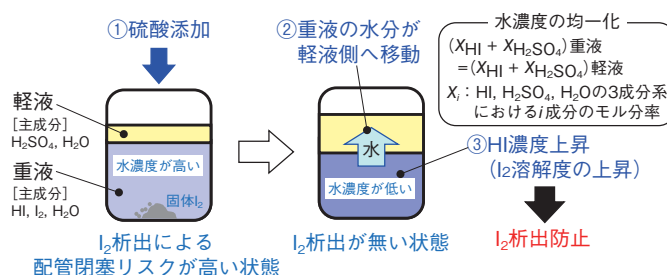 ①硫酸添加
軽液
[主成分]
H₂SO₄, H₂O
重液
[主成分]
HI, I₂, H₂O
水濃度が高い
固体I₂
I₂析出による
配管閉塞リスクが高い状態
②重液の水分が
軽液側へ移動
水
水濃度が低い
I₂析出が無い状態
水濃度の均一化
(XHI + XH₂SO₄)重液
=(XHI + XH₂SO₄)軽液
Xi：HI, H₂SO₄, H₂Oの3成分系
におけるi成分のモル分率
③HI濃度上昇
(I₂溶解度の上昇)
I₂析出防止